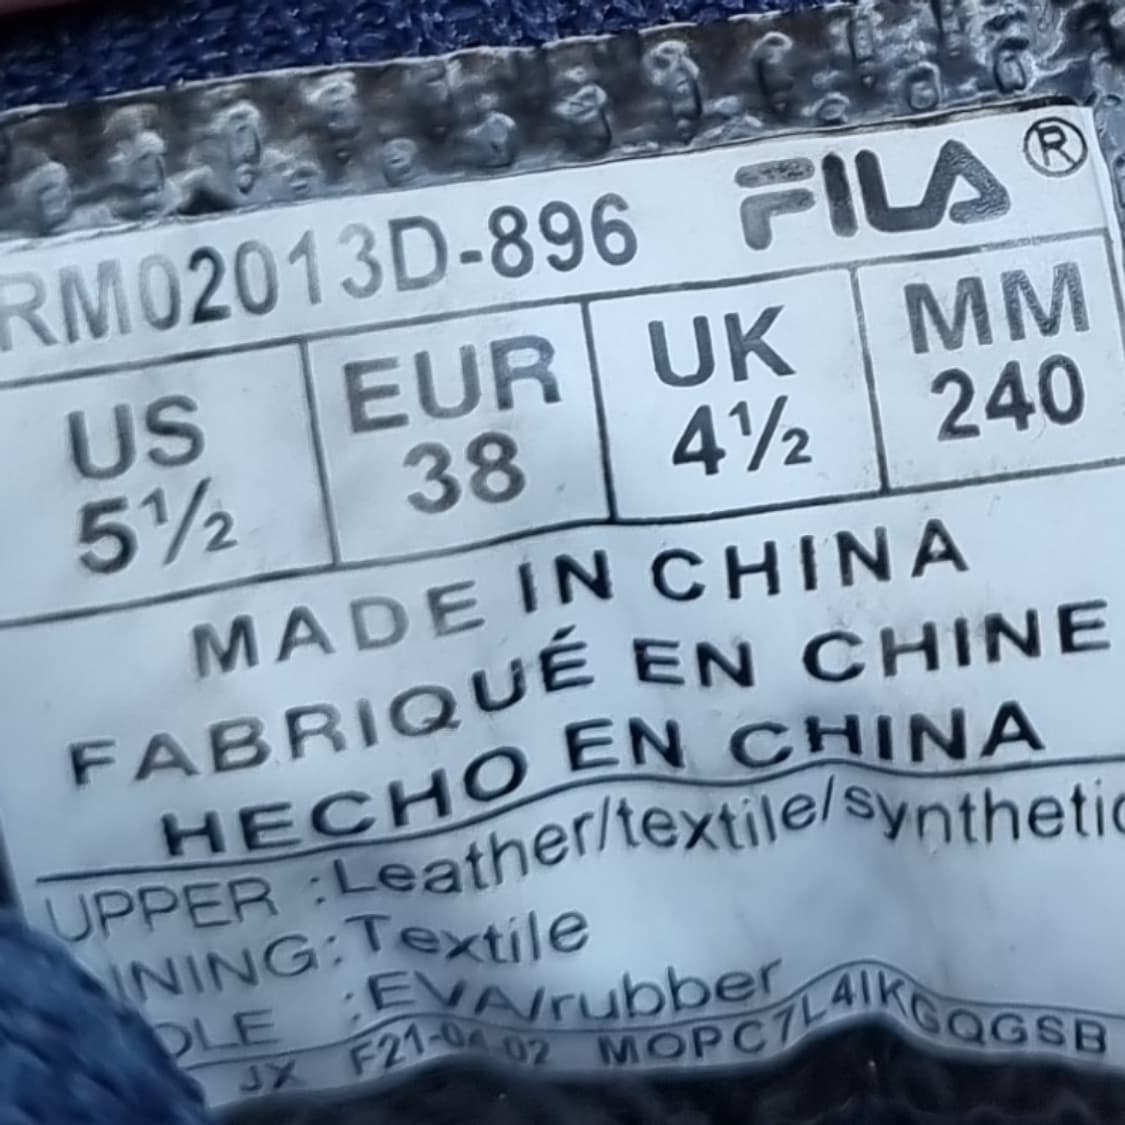 RM02013D-896 FILA®
US EUR UK MM
5½ 38 4½ 240
MADE IN CHINA
FABRIQUÉ EN CHINE
HECHO EN CHINA
UPPER :Leather/textile/synthetic
INING:Textile
OLE :EVA/rubber
JX F21-04-02 MOPC7L4IKGQGSB